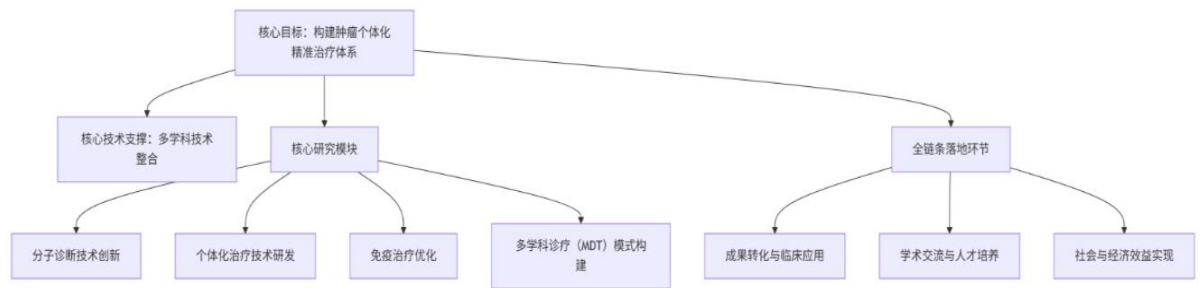 核心目标：构建肿瘤个体化
精准治疗体系
核心技术支撑：多学科技术
整合
核心研究模块
全链条落地环节
分子诊断技术创新
个体化治疗技术研发
免疫治疗优化
多学科诊疗（MDT）模式构
建
成果转化与临床应用
学术交流与人才培养
社会与经济效益实现